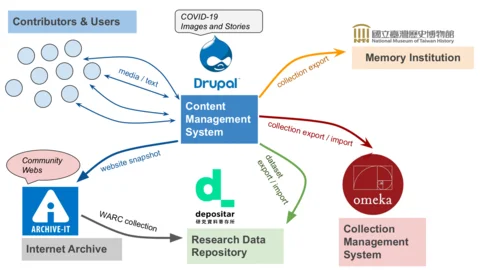 Contributors & Users
COVID-19
Images and Stories
Drupal
國立臺灣歷史博物館
National Museum of Taiwan History
Memory Institution
media / text
collection export
Content
Management
System
collection export / import
Community
Webs
website snapshot
dataset
export / import
ARCHIVE-IT
depositar
研究資料寄存所
omeka
WARC collection
Internet Archive
Research Data
Repository
Collection
Management
System